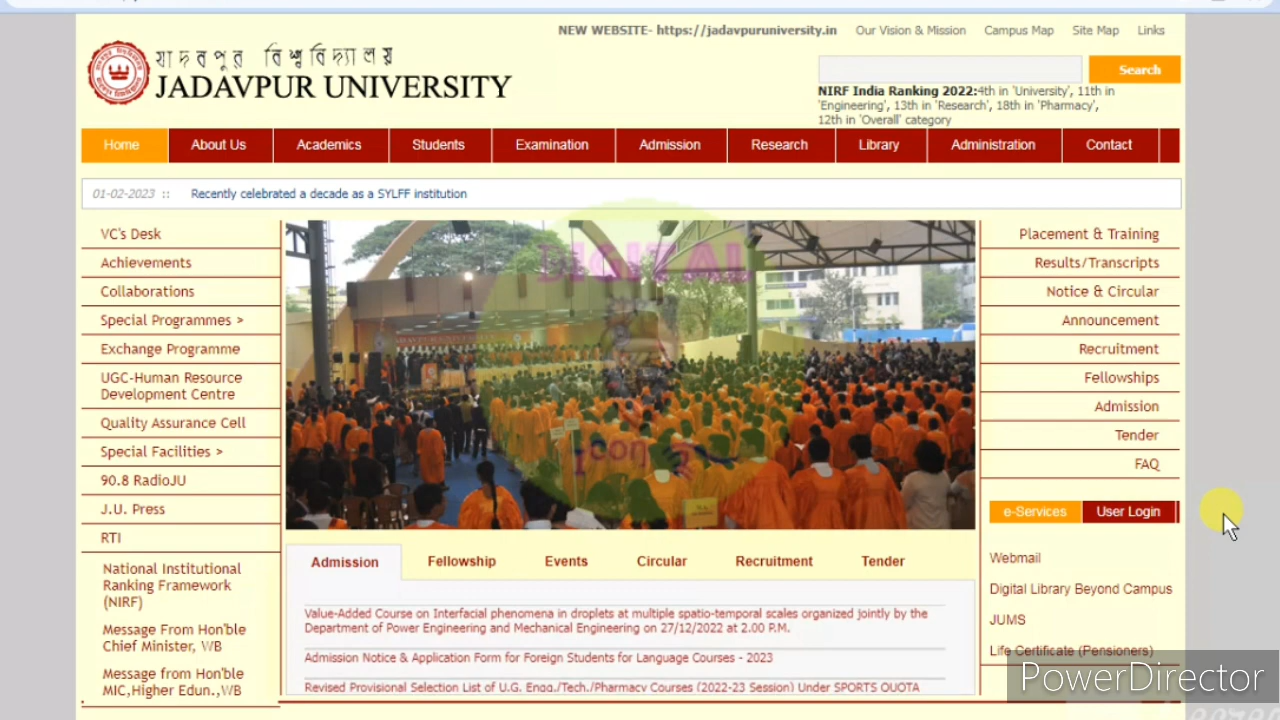 NEW WEBSITE- https://jadavpuruniversity.in Our Vision & Mission Campus Map Site Map Links
যাদবপুর বিশ্ববিদ্যালয়
JADAVPUR UNIVERSITY
Search
NIRF India Ranking 2022:4th in 'University', 11th in
'Engineering', 13th in 'Research', 18th in 'Pharmacy',
12th in 'Overall' category
Home About Us Academics Students Examination Admission Research Library Administration Contact
01-02-2023 :: Recently celebrated a decade as a SYLFF institution
VC's Desk
Achievements
Collaborations
Special Programmes >
Exchange Programme
UGC-Human Resource
Development Centre
Quality Assurance Cell
Special Facilities >
90.8 RadioJU
J.U. Press
RTI
National Institutional
Ranking Framework
(NIRF)
Message From Hon'ble
Chief Minister, WB
Message from Hon'ble
MIC,Higher Edun.,WB
DIGITAL
Icon
Admission Fellowship Events Circular Recruitment Tender
Value-Added Course on Interfacial phenomena in droplets at multiple spatio-temporal scales organized jointly by the
Department of Power Engineering and Mechanical Engineering on 27/12/2022 at 2.00 P.M.
Admission Notice & Application Form for Foreign Students for Language Courses - 2023
Revised Provisional Selection List of U.G. Engg./Tech./Pharmacy Courses (2022-23 Session) Under SPORTS QUOTA
Placement & Training
Results/Transcripts
Notice & Circular
Announcement
Recruitment
Fellowships
Admission
Tender
FAQ
e-Services User Login
Webmail
Digital Library Beyond Campus
JUMS
Life Certificate (Pensioners)
PowerDirector